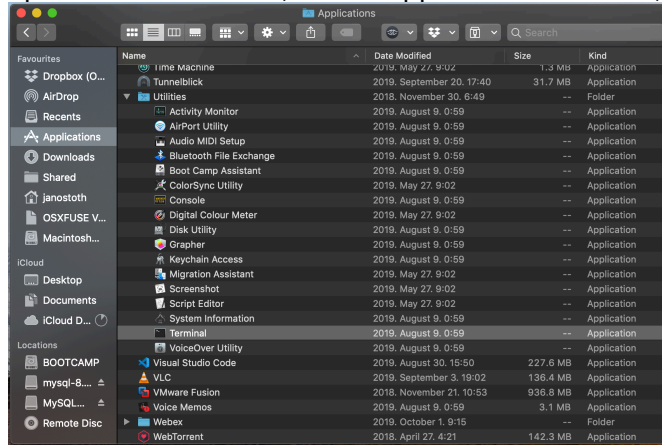 Applications
Search
Favourites
Dropbox (O...
AirDrop
Recents
Applications
Downloads
Shared
janostoth
OSXFUSE V...
Macintosh...
iCloud
Desktop
Documents
iCloud D...
Locations
BOOTCAMP
mysql-8....
MySQL...
Remote Disc
Name Date Modified Size Kind
Time Machine 2019. May 27. 9:02 1.3 MB Application
Tunnelblick 2019. September 20. 17:40 31.7 MB Application
Utilities 2018. November 30. 6:49 -- Folder
Activity Monitor 2019. August 9. 0:59 -- Application
AirPort Utility 2019. August 9. 0:59 -- Application
Audio MIDI Setup 2019. August 9. 0:59 -- Application
Bluetooth File Exchange 2019. August 9. 0:59 -- Application
Boot Camp Assistant 2019. August 9. 0:59 -- Application
ColorSync Utility 2019. May 27. 9:02 -- Application
Console 2019. August 9. 0:59 -- Application
Digital Colour Meter 2019. May 27. 9:02 -- Application
Disk Utility 2019. August 9. 0:59 -- Application
Grapher 2019. August 9. 0:59 -- Application
Keychain Access 2019. August 9. 0:59 -- Application
Migration Assistant 2019. May 27. 9:02 -- Application
Screenshot 2019. May 27. 9:02 -- Application
Script Editor 2019. May 27. 9:02 -- Application
System Information 2019. August 9. 0:59 -- Application
Terminal 2019. August 9. 0:59 -- Application
VoiceOver Utility 2019. August 9. 0:59 -- Application
Visual Studio Code 2019. August 30. 15:50 227.6 MB Application
VLC 2019. September 3. 19:02 136.4 MB Application
VMware Fusion 2018. November 21. 10:53 936.8 MB Application
Voice Memos 2019. August 9. 0:59 3.1 MB Application
Webex 2019. October 1. 9:15 -- Folder
WebTorrent 2018. April 27. 4:21 142.3 MB Application